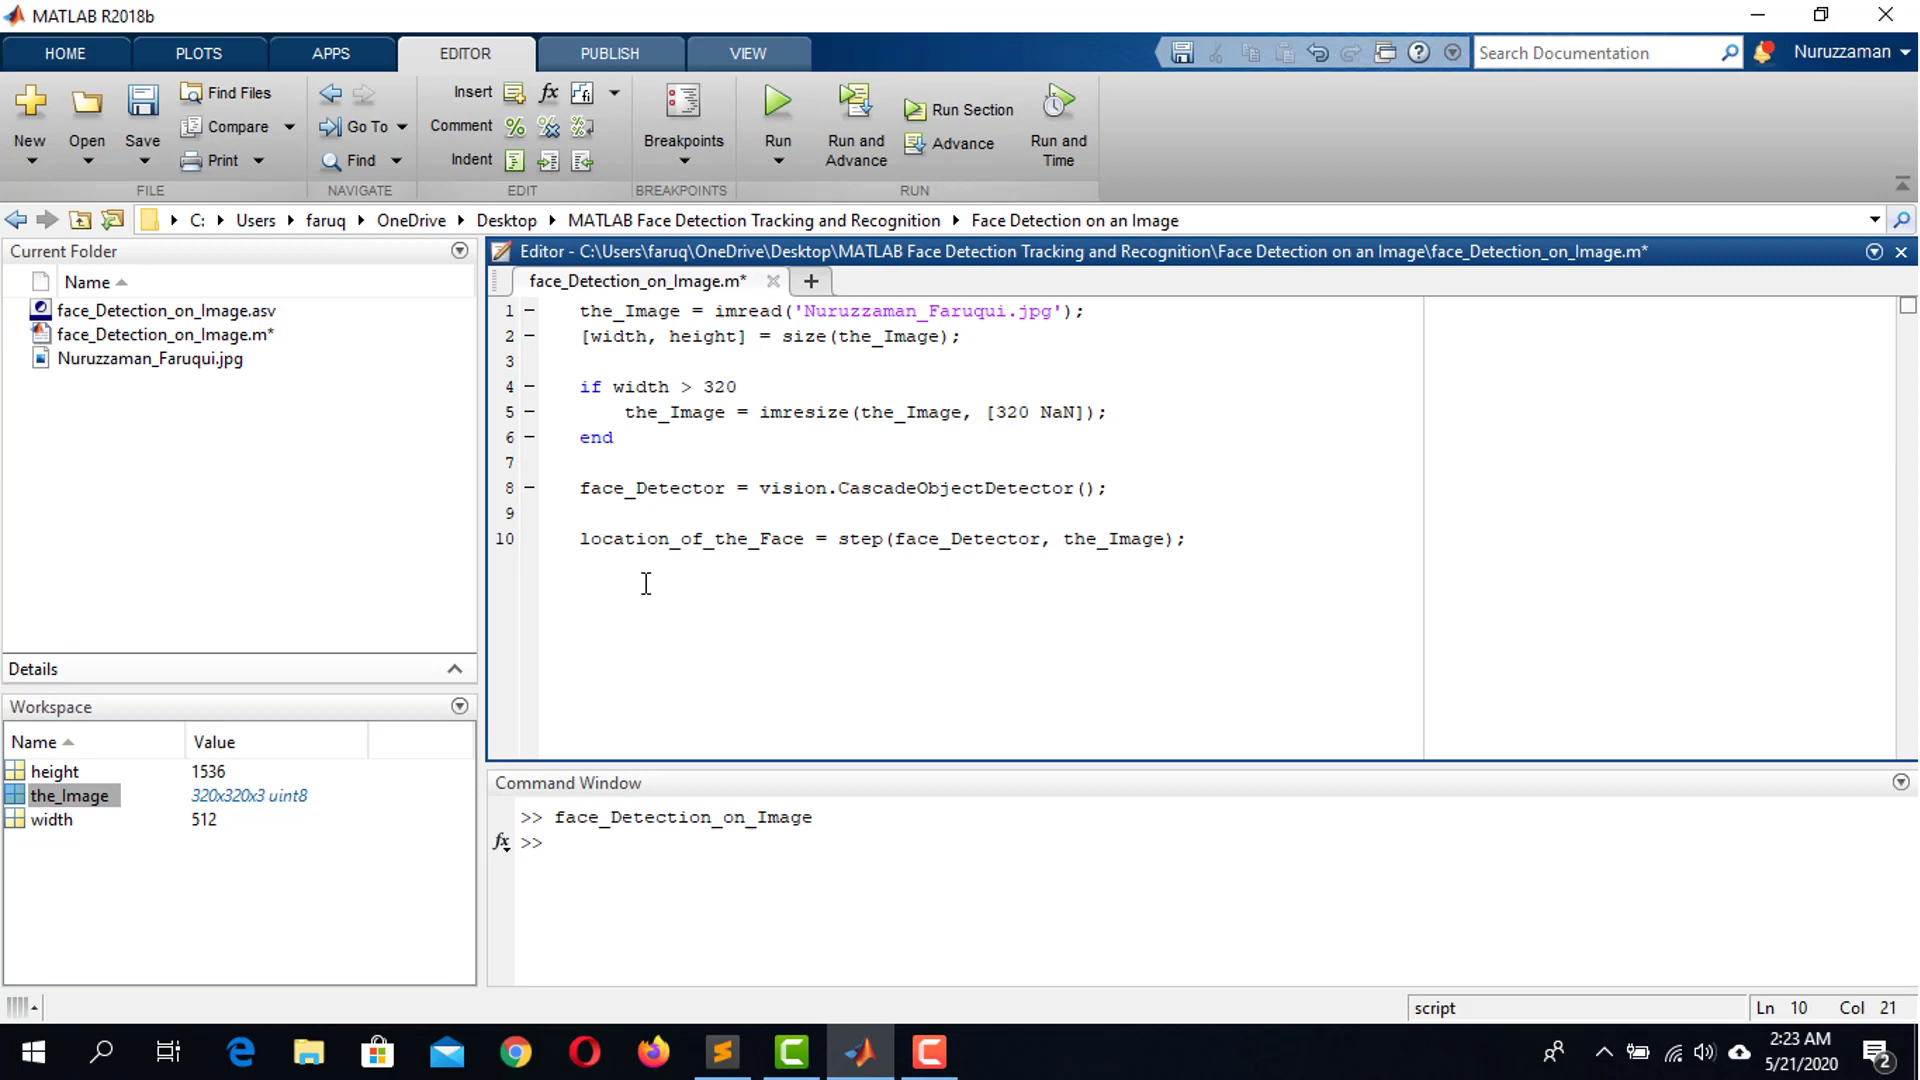 MATLAB R2018b
HOME PLOTS APPS EDITOR PUBLISH VIEW
Search Documentation
Nuruzzaman
New Open Save
Find Files
Compare
Print
Go To
Find
Insert fx
Comment
Indent
Breakpoints
Run
Run and Advance
Run Section
Advance
Run and Time
FILE NAVIGATE EDIT BREAKPOINTS RUN
C: Users faruq OneDrive Desktop MATLAB Face Detection Tracking and Recognition Face Detection on an Image
Current Folder
Name
face_Detection_on_Image.asv
face_Detection_on_Image.m*
Nuruzzaman_Faruqui.jpg
Details
Workspace
Name Value
height 1536
the_Image 320x320x3 uint8
width 512
Editor - C:\Users\faruq\OneDrive\Desktop\MATLAB Face Detection Tracking and Recognition\Face Detection on an Image\face_Detection_on_Image.m*
face_Detection_on_Image.m*
1 the_Image = imread('Nuruzzaman_Faruqui.jpg');
2 [width, height] = size(the_Image);
3
4 if width > 320
5 the_Image = imresize(the_Image, [320 NaN]);
6 end
7
8 face_Detector = vision.CascadeObjectDetector();
9
10 location_of_the_Face = step(face_Detector, the_Image);
Command Window
>> face_Detection_on_Image
fx >>
script Ln 10 Col 21
2:23 AM
5/21/2020
2